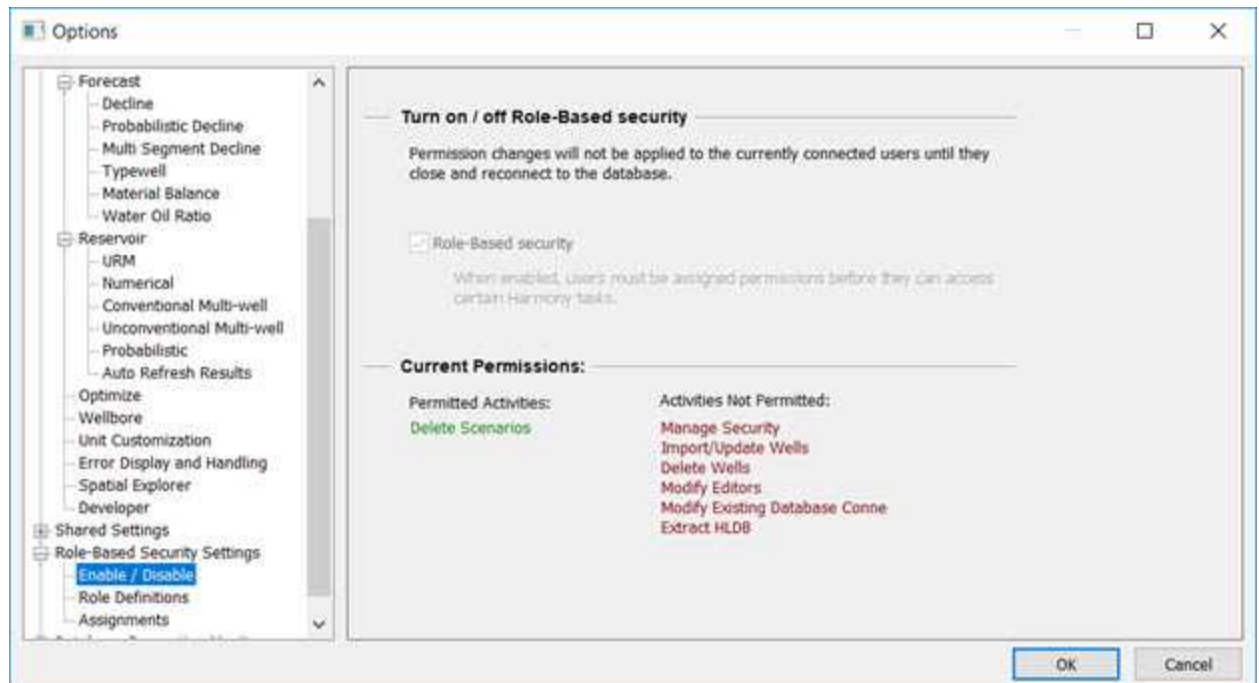 Options
Forecast
Decline
Probabilistic Decline
Multi Segment Decline
Typewell
Material Balance
Water Oil Ratio
Reservoir
URM
Numerical
Conventional Multi-well
Unconventional Multi-well
Probabilistic
Auto Refresh Results
Optimize
Wellbore
Unit Customization
Error Display and Handling
Spatial Explorer
Developer
Shared Settings
Role-Based Security Settings
Enable / Disable
Role Definitions
Assignments
Turn on / off Role-Based security
Permission changes will not be applied to the currently connected users until they
close and reconnect to the database.
Role-Based security
When enabled, users must be assigned permissions before they can access
certain Harmony tasks.
Current Permissions:
Permitted Activities:
Delete Scenarios
Activities Not Permitted:
Manage Security
Import/Update Wells
Delete Wells
Modify Editors
Modify Existing Database Conne
Extract HLDB
OK
Cancel